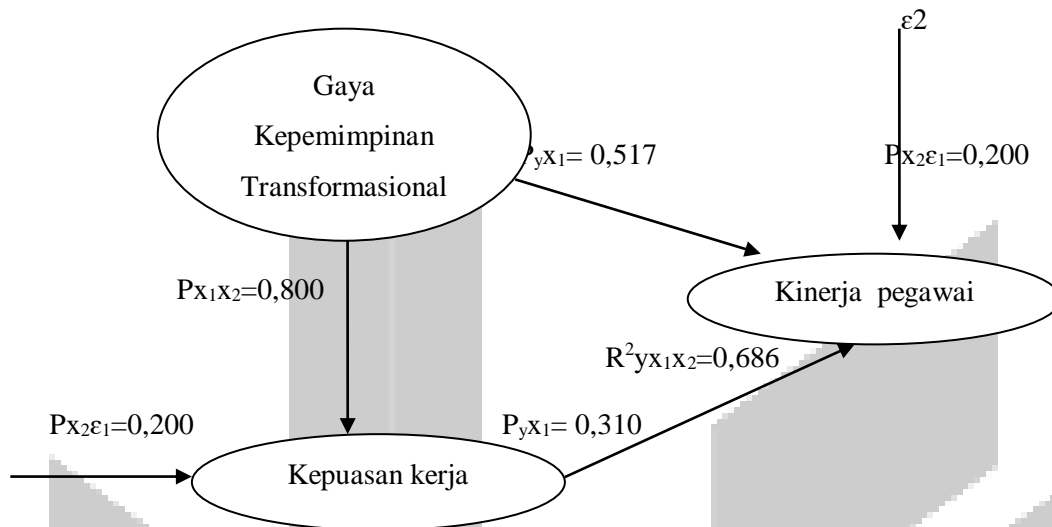 ε2
Gaya
Kepemimpinan
Transformasional
Pyx₁= 0,517
Px₂ε₁=0,200
Px₁x₂=0,800
Kinerja pegawai
R²yx₁x₂=0,686
Px₂ε₁=0,200
Pyx₁= 0,310
Kepuasan kerja